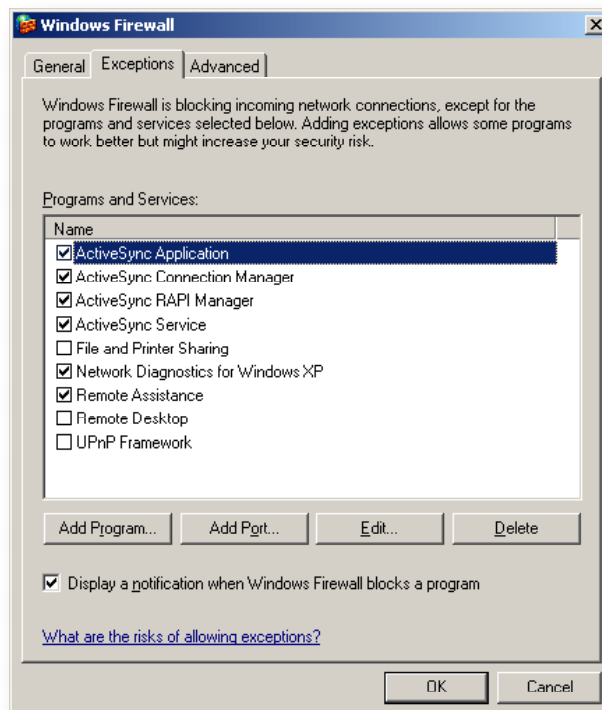 Windows Firewall
General Exceptions Advanced
Windows Firewall is blocking incoming network connections, except for the
programs and services selected below. Adding exceptions allows some programs
to work better but might increase your security risk.
Programs and Services:
Name
ActiveSync Application
ActiveSync Connection Manager
ActiveSync RAPI Manager
ActiveSync Service
File and Printer Sharing
Network Diagnostics for Windows XP
Remote Assistance
Remote Desktop
UPnP Framework
Add Program... Add Port... Edit... Delete
Display a notification when Windows Firewall blocks a program
What are the risks of allowing exceptions?
OK Cancel